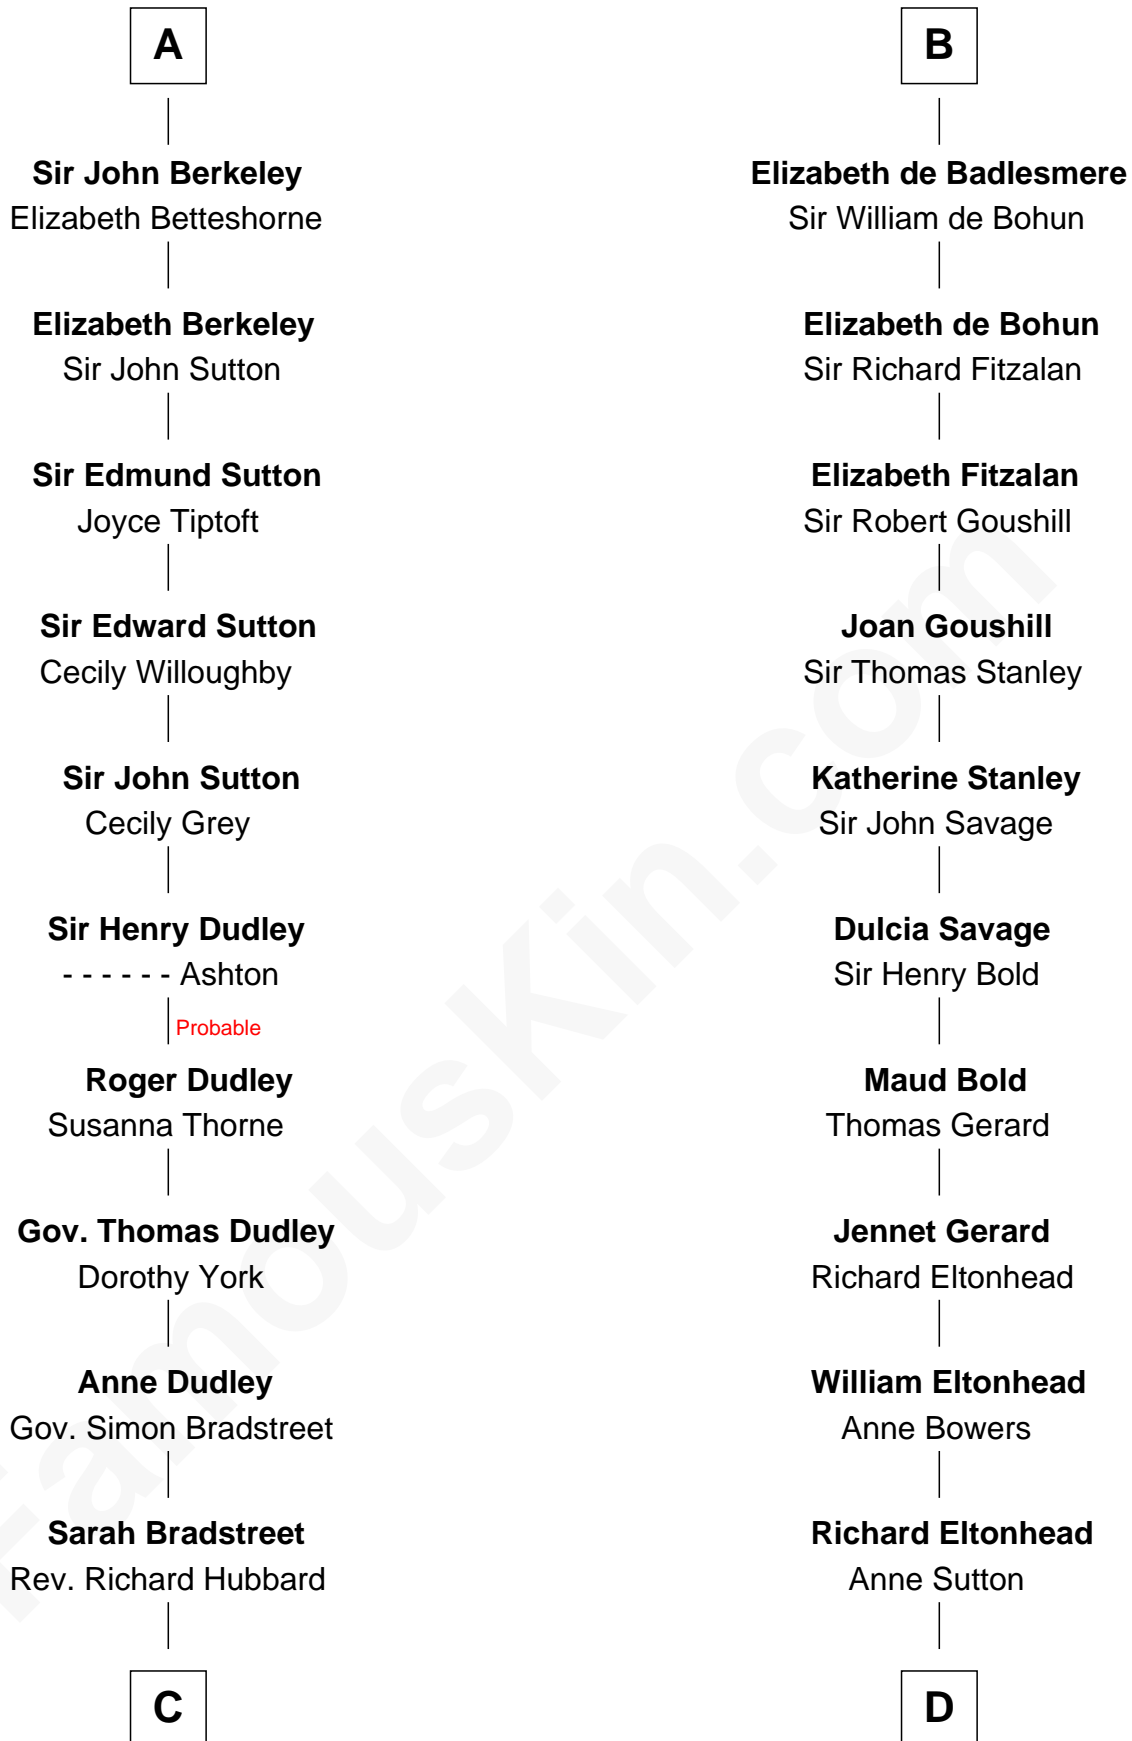 A
Sir John Berkeley
Elizabeth Betteshorne
Elizabeth Berkeley
Sir John Sutton
Sir Edmund Sutton
Joyce Tiptoft
Sir Edward Sutton
Cecily Willoughby
Sir John Sutton
Cecily Grey
Sir Henry Dudley
- - - - - - Ashton
Probable
Roger Dudley
Susanna Thorne
Gov. Thomas Dudley
Dorothy York
Anne Dudley
Gov. Simon Bradstreet
Sarah Bradstreet
Rev. Richard Hubbard
C
B
Elizabeth de Badlesmere
Sir William de Bohun
Elizabeth de Bohun
Sir Richard Fitzalan
Elizabeth Fitzalan
Sir Robert Goushill
Joan Goushill
Sir Thomas Stanley
Katherine Stanley
Sir John Savage
Dulcia Savage
Sir Henry Bold
Maud Bold
Thomas Gerard
Jennet Gerard
Richard Eltonhead
William Eltonhead
Anne Bowers
Richard Eltonhead
Anne Sutton
D
FamousKin.com